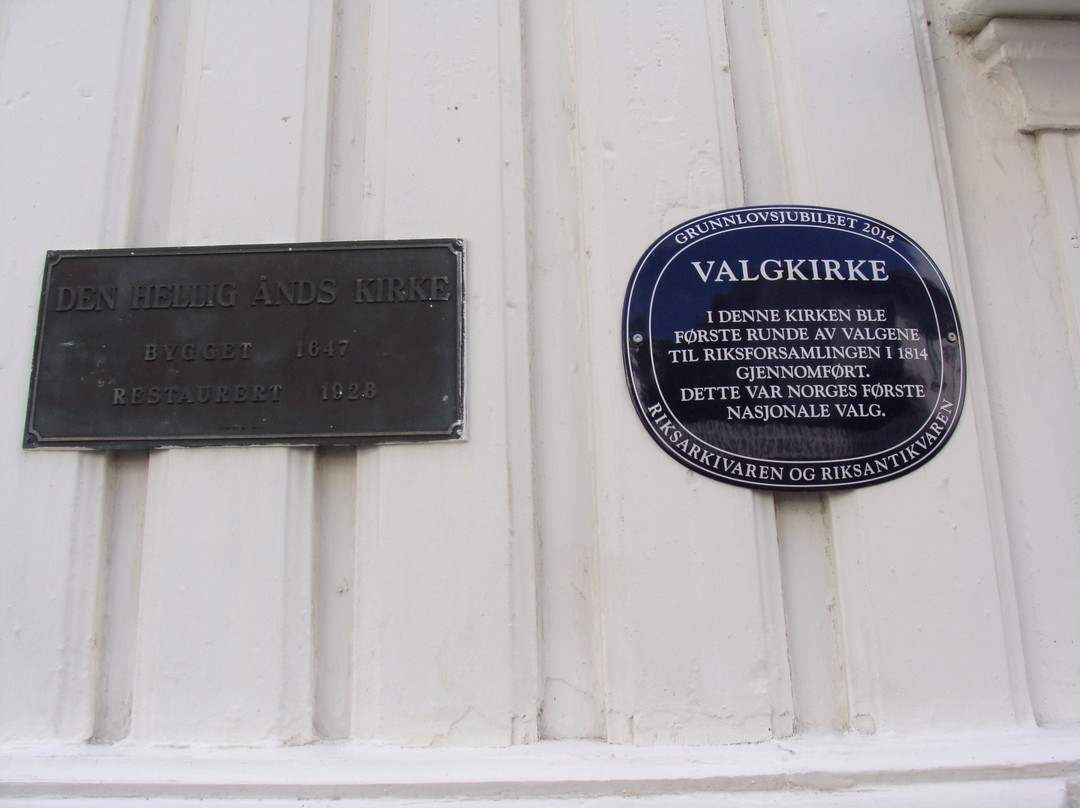 DEN HELLIG ÅNDS KIRKE
BYGGET 1647
RESTAURERT 1928
GRUNNLOVSJUBILEET 2014
VALGKIRKE
I DENNE KIRKEN BLE
FØRSTE RUNDE AV VALGENE
TIL RIKSFORSAMLINGEN I 1814
GJENNOMFØRT.
DETTE VAR NORGES FØRSTE
NASJONALE VALG.
RIKSARKIVAREN OG RIKSANTIKVAREN